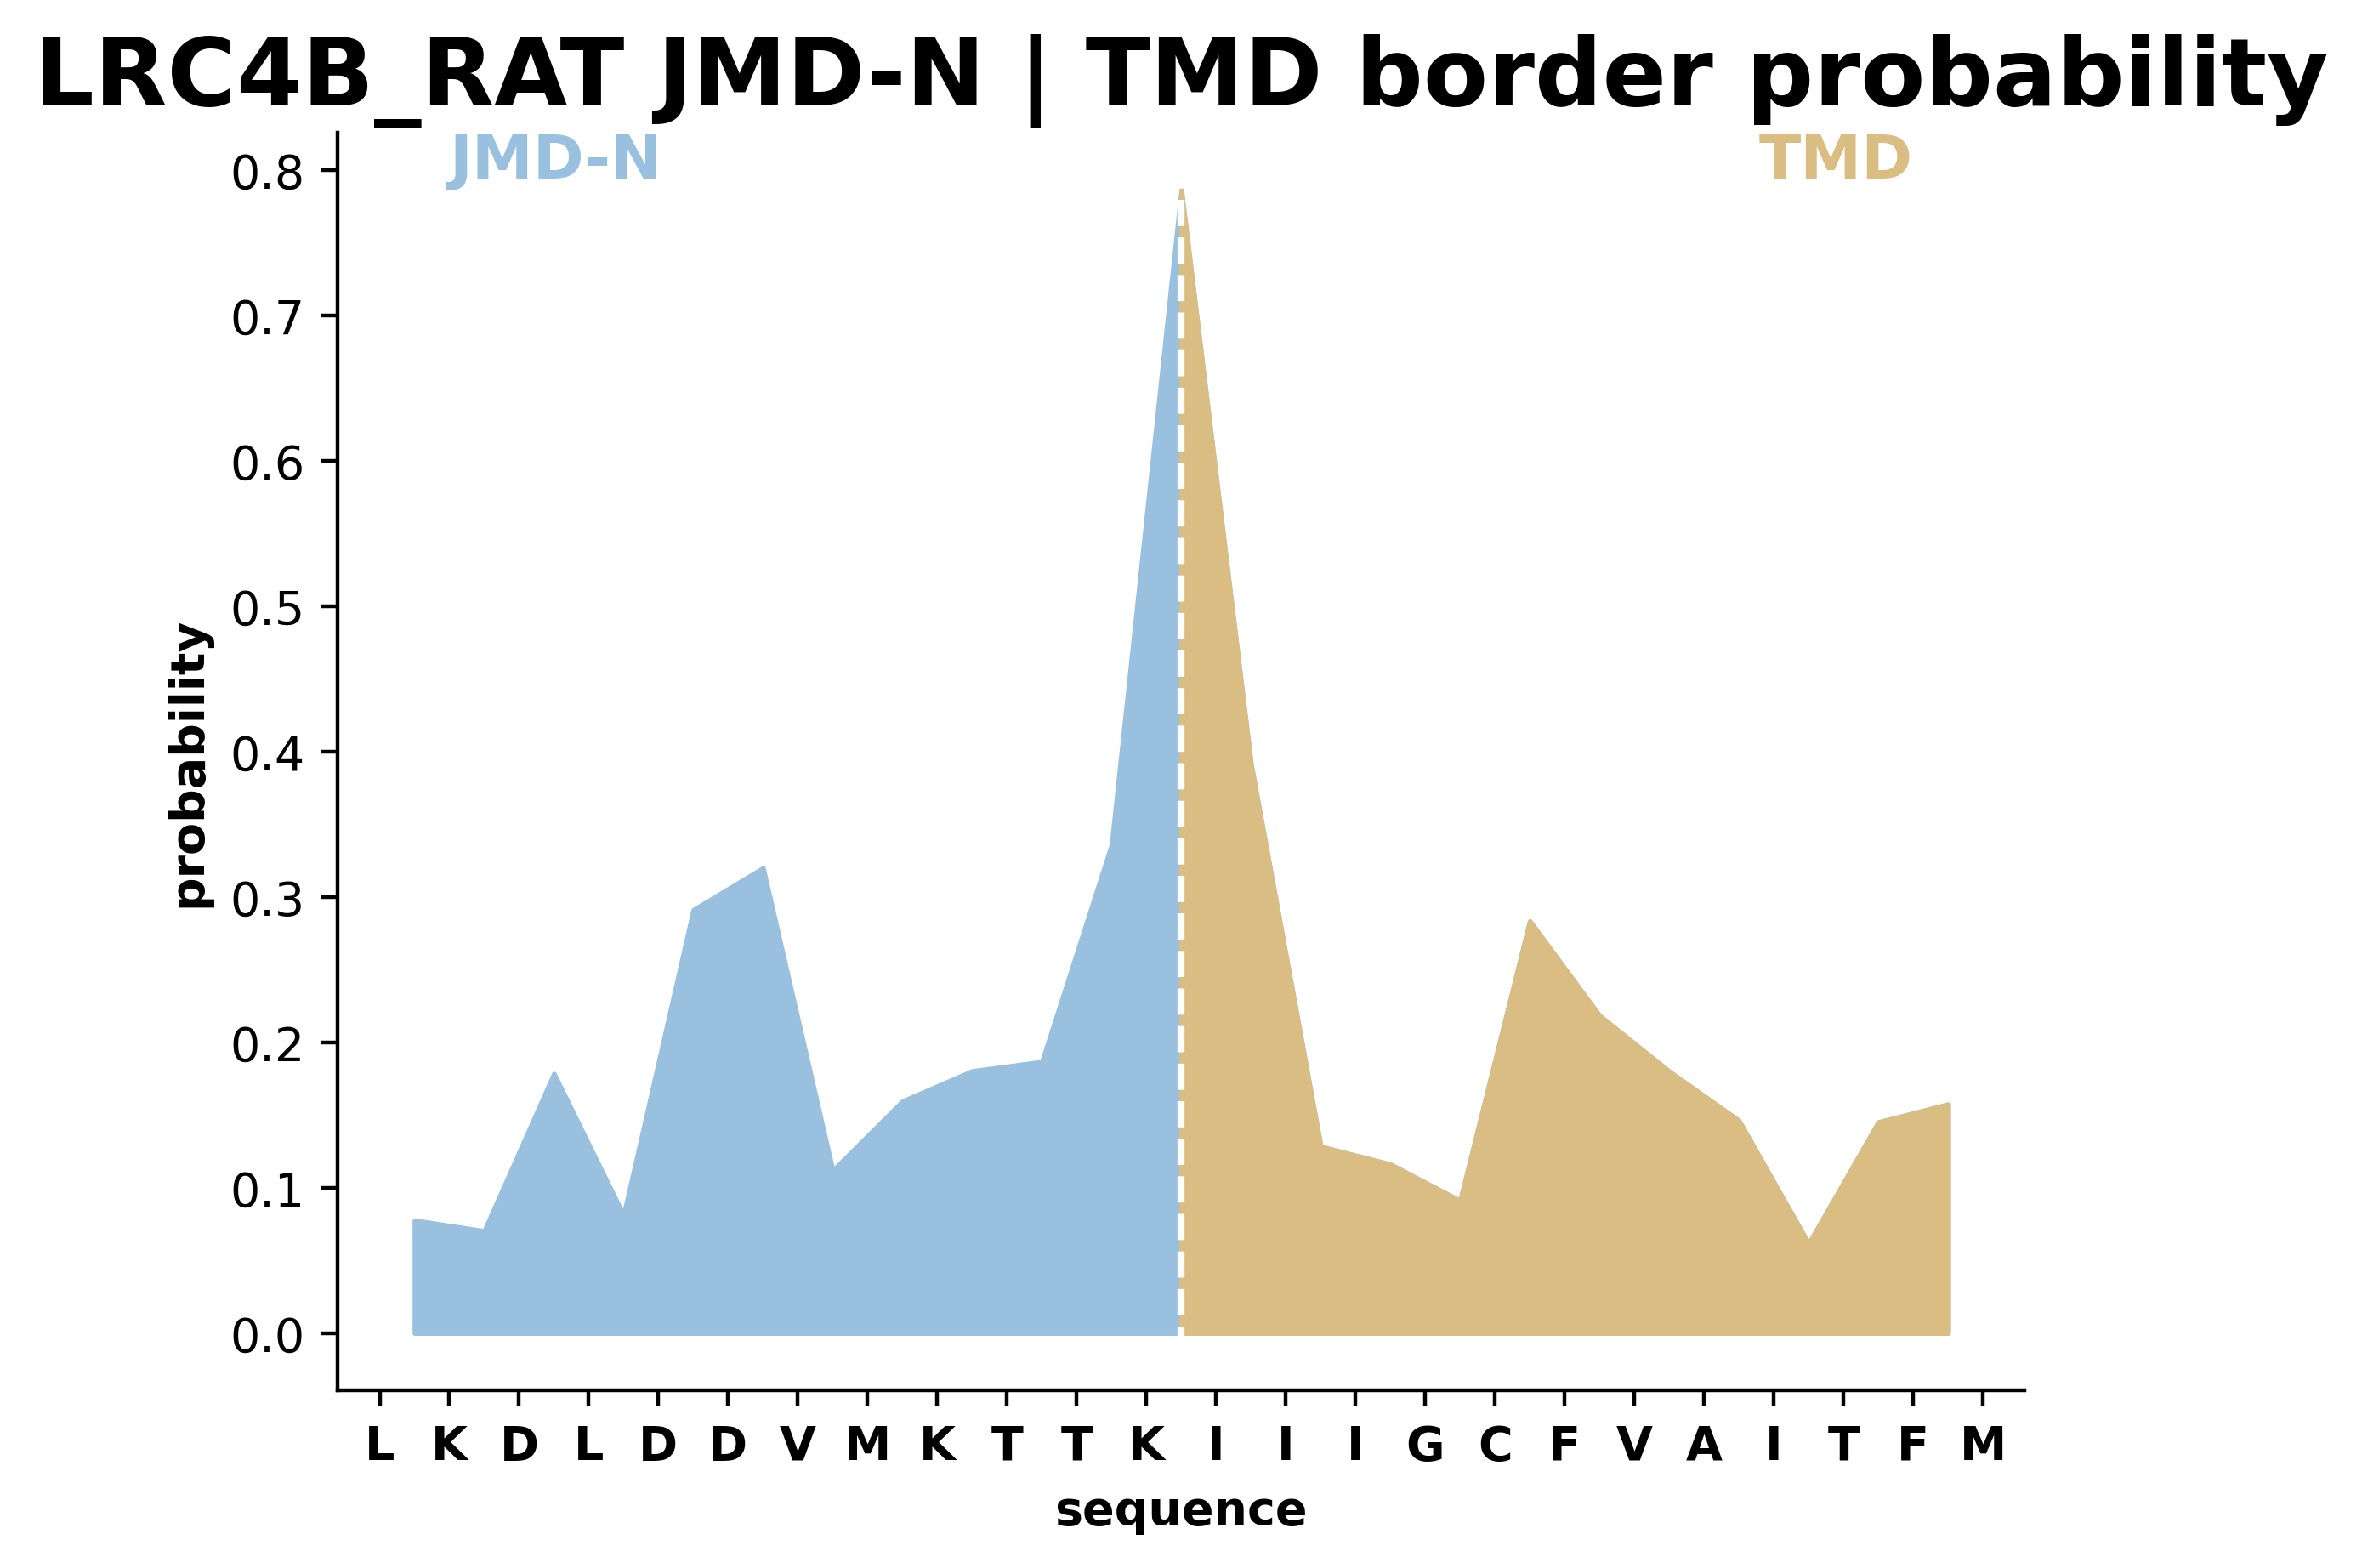 LRC4B_RAT JMD-N | TMD border probability
JMD-N TMD
0.8
0.7
0.6
0.5
0.4
0.3
0.2
0.1
0.0
probability
L K D L D D V M K T T K I I I G C F V A I T F M
sequence